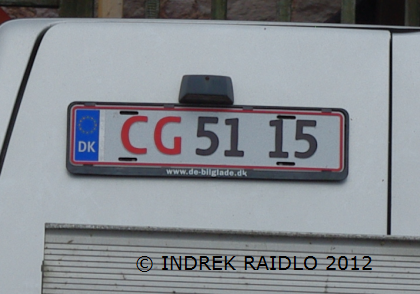 DK CG 51 15
www.de-bilglade.dk
© INDREK RAIDLO 2012